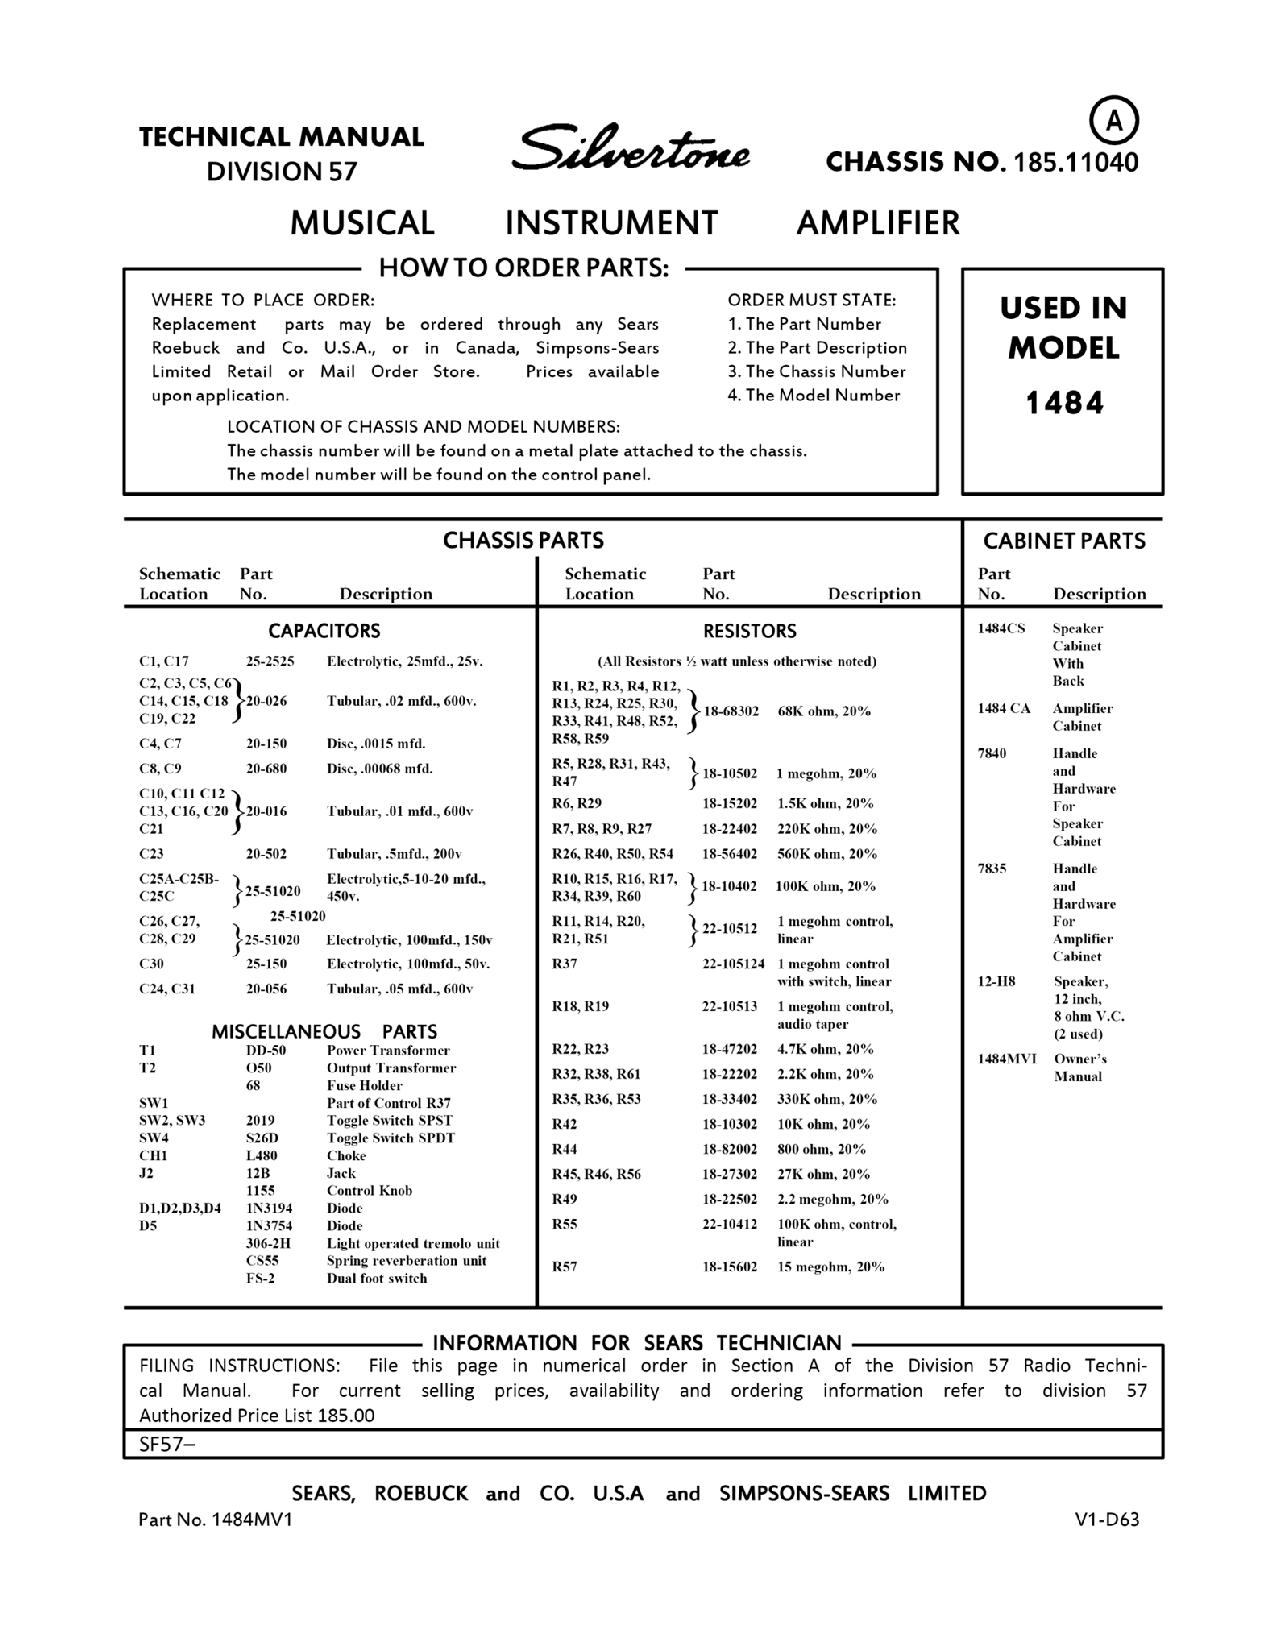 A
TECHNICAL MANUAL
DIVISION 57
Silvertone
CHASSIS NO. 185.11040
MUSICAL INSTRUMENT AMPLIFIER
HOW TO ORDER PARTS:
WHERE TO PLACE ORDER:
Replacement parts may be ordered through any Sears
Roebuck and Co. U.S.A., or in Canada, Simpsons-Sears
Limited Retail or Mail Order Store. Prices available
upon application.
ORDER MUST STATE:
1. The Part Number
2. The Part Description
3. The Chassis Number
4. The Model Number
LOCATION OF CHASSIS AND MODEL NUMBERS:
The chassis number will be found on a metal plate attached to the chassis.
The model number will be found on the control panel.
USED IN
MODEL
1484
CHASSIS PARTS
Schematic Part
Location No. Description
CAPACITORS
C1, C17 25-2525 Electrolytic, 25mfd., 25v.
C2, C3, C5, C6
C14, C15, C18 20-026 Tubular, .02 mfd., 600v.
C19, C22
C4, C7 20-150 Disc, .0015 mfd.
C8, C9 20-680 Disc, .00068 mfd.
C10, C11 C12
C13, C16, C20 20-016 Tubular, .01 mfd., 600v
C21
C23 20-502 Tubular, .5mfd., 200v
C25A-C25B- Electrolytic,5-10-20 mfd.,
C25C 25-51020 450v.
C26, C27, 25-51020
C28, C29 25-51020 Electrolytic, 100mfd., 150v
C30 25-150 Electrolytic, 100mfd., 50v.
C24, C31 20-056 Tubular, .05 mfd., 600v
MISCELLANEOUS PARTS
T1 DD-50 Power Transformer
T2 O50 Output Transformer
68 Fuse Holder
SW1 Part of Control R37
SW2, SW3 2019 Toggle Switch SPST
SW4 S26D Toggle Switch SPDT
CH1 L480 Choke
J2 12B Jack
1155 Control Knob
D1,D2,D3,D4 1N3194 Diode
D5 1N3754 Diode
306-2H Light operated tremolo unit
CS55 Spring reverberation unit
FS-2 Dual foot switch
Schematic Part
Location No. Description
RESISTORS
(All Resistors ½ watt unless otherwise noted)
R1, R2, R3, R4, R12,
R13, R24, R25, R30, 18-68302 68K ohm, 20%
R33, R41, R48, R52,
R58, R59
R5, R28, R31, R43, 18-10502 1 megohm, 20%
R47
R6, R29 18-15202 1.5K ohm, 20%
R7, R8, R9, R27 18-22402 220K ohm, 20%
R26, R40, R50, R54 18-56402 560K ohm, 20%
R10, R15, R16, R17, 18-10402 100K ohm, 20%
R34, R39, R60
R11, R14, R20, 22-10512 1 megohm control,
R21, R51 linear
R37 22-105124 1 megohm control
with switch, linear
R18, R19 22-10513 1 megohm control,
audio taper
R22, R23 18-47202 4.7K ohm, 20%
R32, R38, R61 18-22202 2.2K ohm, 20%
R35, R36, R53 18-33402 330K ohm, 20%
R42 18-10302 10K ohm, 20%
R44 18-82002 800 ohm, 20%
R45, R46, R56 18-27302 27K ohm, 20%
R49 18-22502 2.2 megohm, 20%
R55 22-10412 100K ohm, control,
linear
R57 18-15602 15 megohm, 20%
CABINET PARTS
Part
No. Description
1484CS Speaker
Cabinet
With
Back
1484 CA Amplifier
Cabinet
7840 Handle
and
Hardware
For
Speaker
Cabinet
7835 Handle
and
Hardware
For
Amplifier
Cabinet
12-H8 Speaker,
12 inch,
8 ohm V.C.
(2 used)
1484MVI Owner's
Manual
INFORMATION FOR SEARS TECHNICIAN
FILING INSTRUCTIONS: File this page in numerical order in Section A of the Division 57 Radio Techni-
cal Manual. For current selling prices, availability and ordering information refer to division 57
Authorized Price List 185.00
SF57–
SEARS, ROEBUCK and CO. U.S.A and SIMPSONS-SEARS LIMITED
Part No. 1484MV1 V1-D63